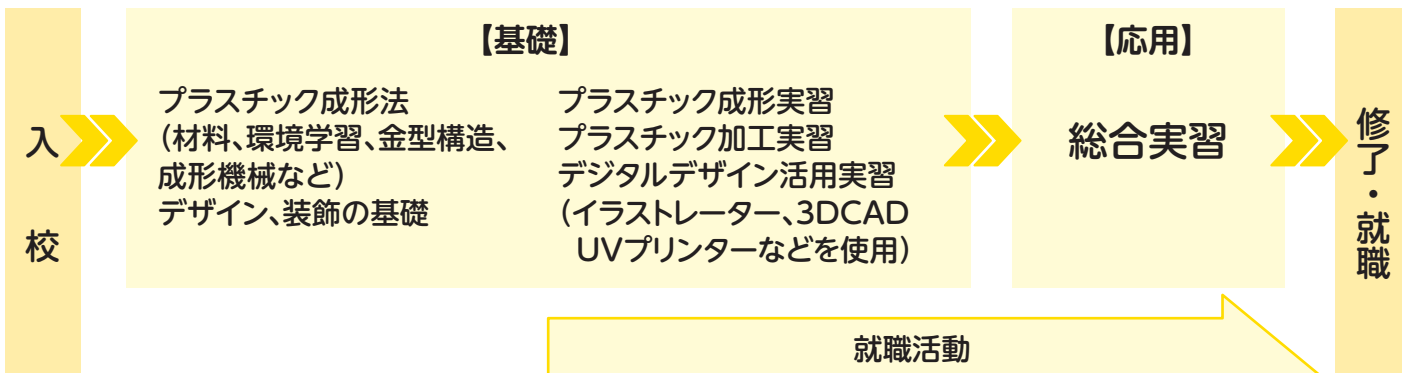 入校
【基礎】
プラスチック成形法
（材料、環境学習、金型構造、
成形機械など）
デザイン、装飾の基礎
プラスチック成形実習
プラスチック加工実習
デジタルデザイン活用実習
（イラストレーター、3DCAD
UVプリンターなどを使用）
【応用】
総合実習
修了・就職
就職活動